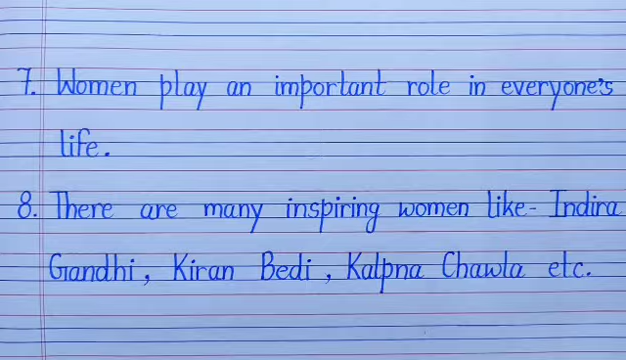 7. Women play an important role in everyone's
life.
8. There are many inspiring women like- Indira
Gandhi, Kiran Bedi, Kalpna Chawla etc.